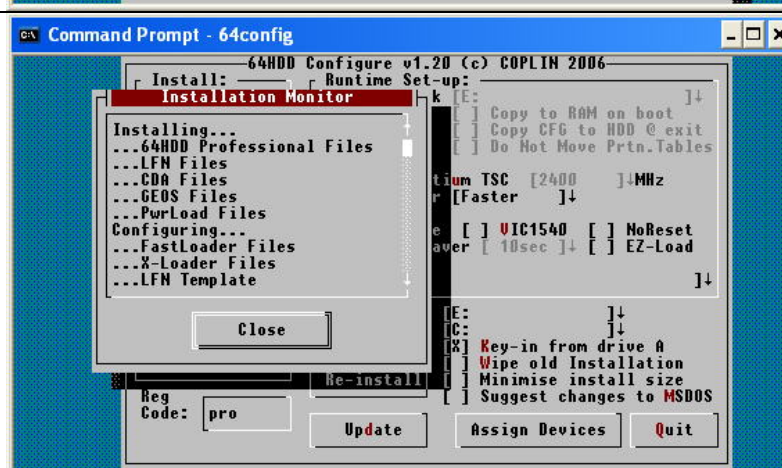 Command Prompt - 64config
64HDD Configure v1.20 (c) COPLIN 2006
Install: Runtime Set-up:
Installation Monitor
k [E: ]↓
[ ] Copy to RAM on boot
[ ] Copy CFG to HDD @ exit
[ ] Do Not Move Prtn.Tables
Installing...
...64HDD Professional Files
...LFN Files
...CDA Files
...GEOS Files
...PwrLoad Files
Configuring...
...FastLoader Files
...X-Loader Files
...LFN Template
tium TSC [2400 ]↓MHz
r [Faster ]↓
e [ ] VIC1540 [ ] NoReset
aver [ 10sec ]↓ [ ] EZ-Load
]↓
Close
[E: ]↓
[C: ]↓
[X] Key-in from drive A
[ ] Wipe old Installation
[ ] Minimise install size
[ ] Suggest changes to MSDOS
Re-install
Reg
Code: pro
Update
Assign Devices
Quit